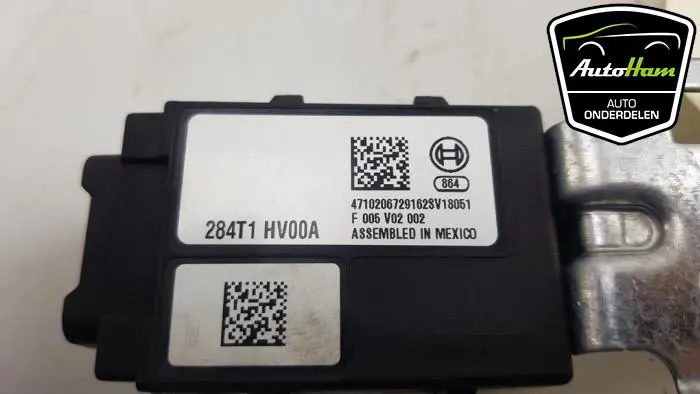 AutoHam
AUTO
ONDERDELEN
864
4710206729162SV18051
F 005 V02 002
284T1 HV00A
ASSEMBLED IN MEXICO